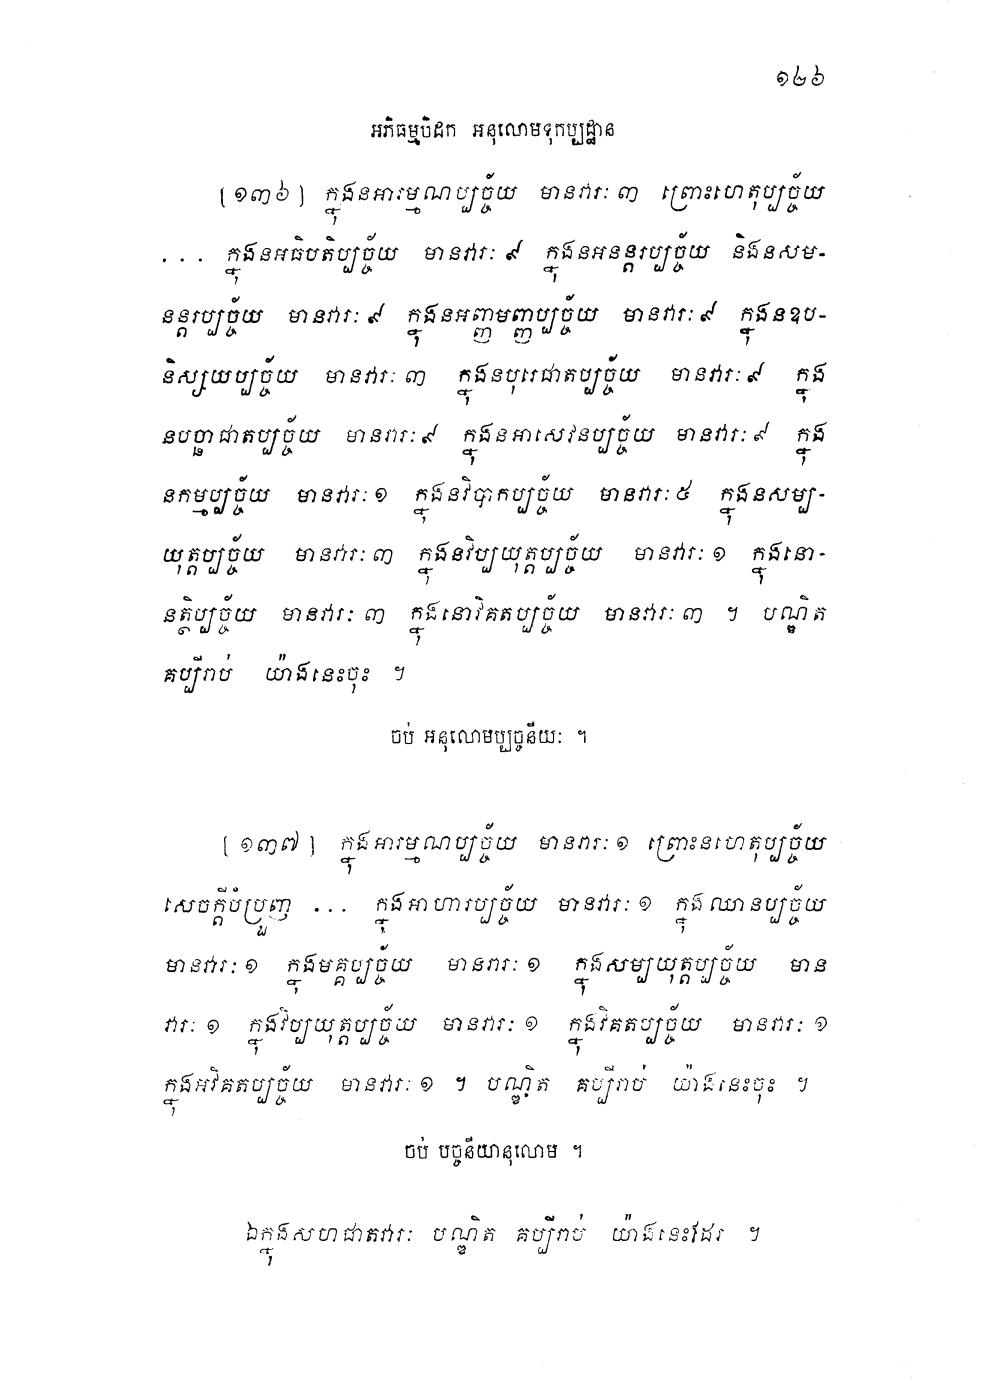 ១២៦
អភិធម្មបិដក អនុលោមទុកប្បដ្ឋាន
[១៣៦] ក្នុងនអារម្មណប្បច្ច័យ មានវារៈ ៣ ព្រោះហេតុប្បច្ច័យ
... ក្នុងនអធិបតិប្បច្ច័យ មានវារៈ ៩ ក្នុងនអនន្តរប្បច្ច័យ និងនសម-
នន្តរប្បច្ច័យ មានវារៈ ៩ ក្នុងនអញ្ញាមញ្ញប្បច្ច័យ មានវារៈ ៩ ក្នុងនឧប-
និស្សយប្បច្ច័យ មានវារៈ ៣ ក្នុងនបុរេជាតប្បច្ច័យ មានវារៈ ៩ ក្នុង
នបច្ឆាជាតប្បច្ច័យ មានវារៈ ៩ ក្នុងនអាសេវនប្បច្ច័យ មានវារៈ ៩ ក្នុង
នកម្មប្បច្ច័យ មានវារៈ ១ ក្នុងនវិបាកប្បច្ច័យ មានវារៈ ៥ ក្នុងនសម្ប-
យុត្តប្បច្ច័យ មានវារៈ ៣ ក្នុងនវិប្បយុត្តប្បច្ច័យ មានវារៈ ១ ក្នុងនោ-
នត្ថិប្បច្ច័យ មានវារៈ ៣ ក្នុងនោវិគតប្បច្ច័យ មានវារៈ ៣ ។ បណ្ឌិត
គប្បីរាប់ យ៉ាងនេះចុះ ។
ចប់ អនុលោមប្បច្ចនីយៈ ។
[១៣៧] ក្នុងអារម្មណប្បច្ច័យ មានវារៈ ១ ព្រោះនហេតុប្បច្ច័យ
សេចក្តីបំប្រួញ ... ក្នុងអាហារប្បច្ច័យ មានវារៈ ១ ក្នុងឈានប្បច្ច័យ
មានវារៈ ១ ក្នុងមគ្គប្បច្ច័យ មានវារៈ ១ ក្នុងសម្បយុត្តប្បច្ច័យ មាន
វារៈ ១ ក្នុងវិប្បយុត្តប្បច្ច័យ មានវារៈ ១ ក្នុងវិគតប្បច្ច័យ មានវារៈ ១
ក្នុងអវិគតប្បច្ច័យ មានវារៈ ១ ។ បណ្ឌិត គប្បីរាប់ យ៉ាងនេះចុះ ។
ចប់ បច្ចនីយានុលោម ។
ឯក្នុងសហជាតវារៈ បណ្ឌិត គប្បីរាប់ យ៉ាងនេះដែរ ។